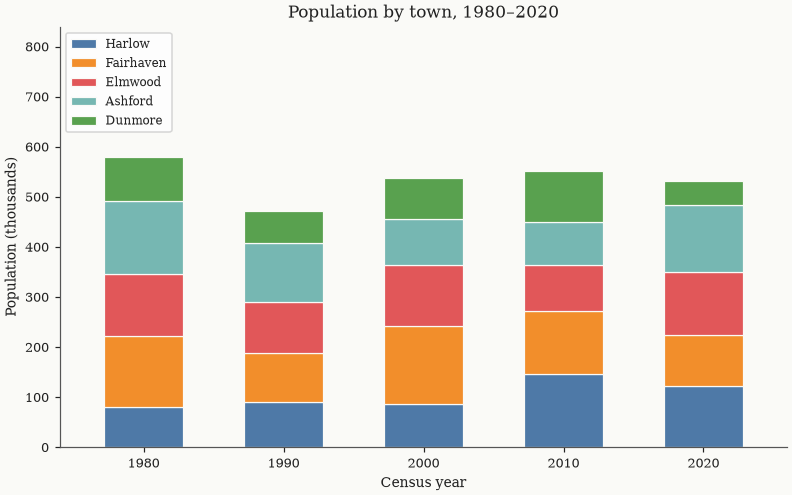 Population by town, 1980–2020
Harlow
Fairhaven
Elmwood
Ashford
Dunmore
Population (thousands)
800
700
600
500
400
300
200
100
0
1980 1990 2000 2010 2020
Census year